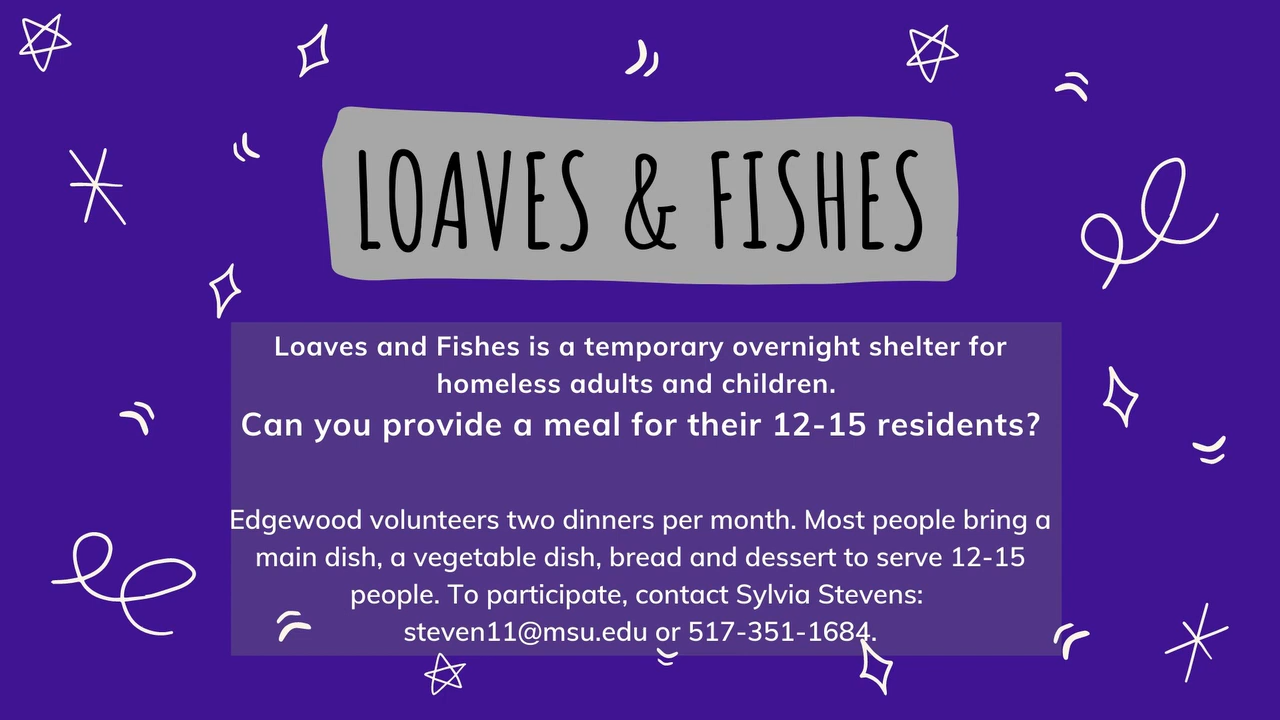 LOAVES & FISHES
Loaves and Fishes is a temporary overnight shelter for
homeless adults and children.
Can you provide a meal for their 12-15 residents?
Edgewood volunteers two dinners per month. Most people bring a
main dish, a vegetable dish, bread and dessert to serve 12-15
people. To participate, contact Sylvia Stevens:
steven11@msu.edu or 517-351-1684.